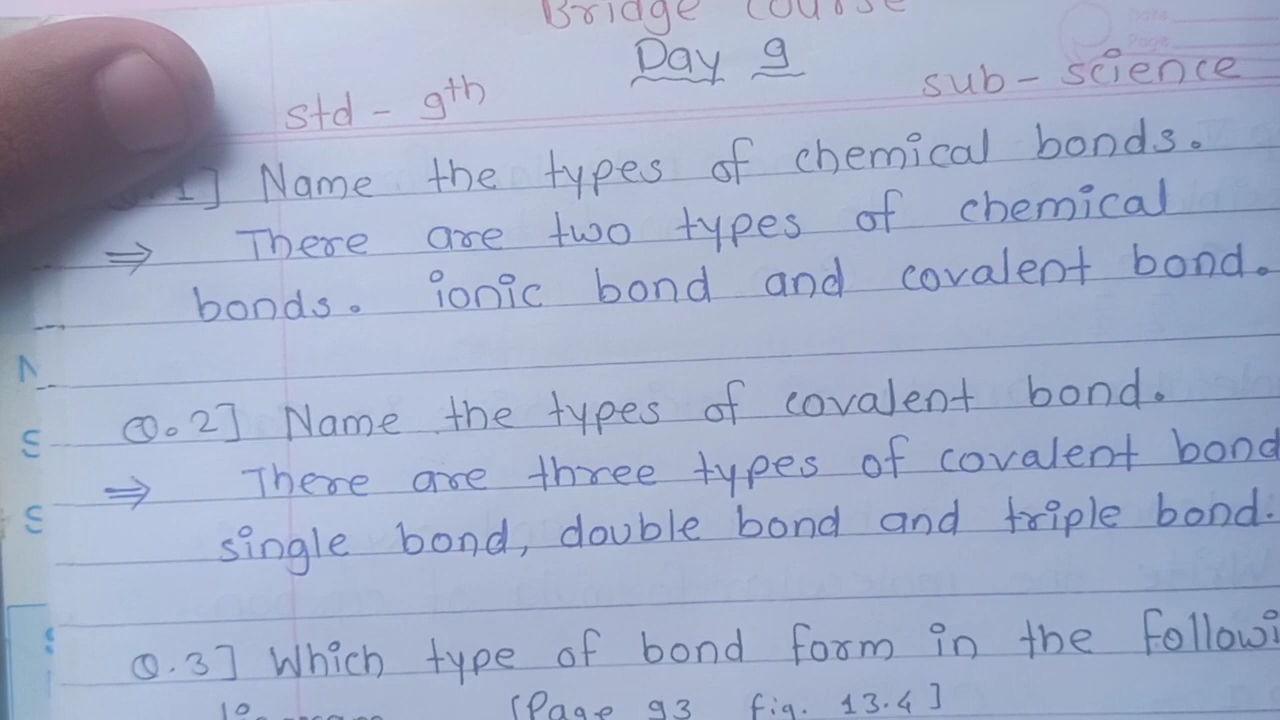 Bridge Course
Day 9
Date
Page
std - 9th
sub - science
1] Name the types of chemical bonds.
⇒ There are two types of chemical
bonds. ionic bond and covalent bond.
Q.2] Name the types of covalent bond.
⇒ There are three types of covalent bond
single bond, double bond and triple bond.
Q.3] Which type of bond form in the followi
[Page 93 fig. 13.4]